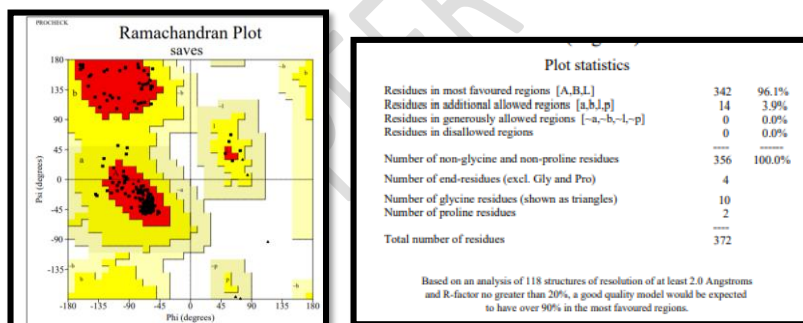 PROCHECK
Ramachandran Plot
saves
180
135
90
45
0
-45
-90
-135
Psi (degrees)
b
a
l
-180 -135 -90 -45 0 45 90 135 180
Phi (degrees)
Plot statistics
Residues in most favoured regions [A,B,L] 342 96.1%
Residues in additional allowed regions [a,b,l,p] 14 3.9%
Residues in generously allowed regions [~a,~b,~l,~p] 0 0.0%
Residues in disallowed regions 0 0.0%
---- ------
Number of non-glycine and non-proline residues 356 100.0%
Number of end-residues (excl. Gly and Pro) 4
Number of glycine residues (shown as triangles) 10
Number of proline residues 2
----
Total number of residues 372
Based on an analysis of 118 structures of resolution of at least 2.0 Angstroms
and R-factor no greater than 20%, a good quality model would be expected
to have over 90% in the most favoured regions.